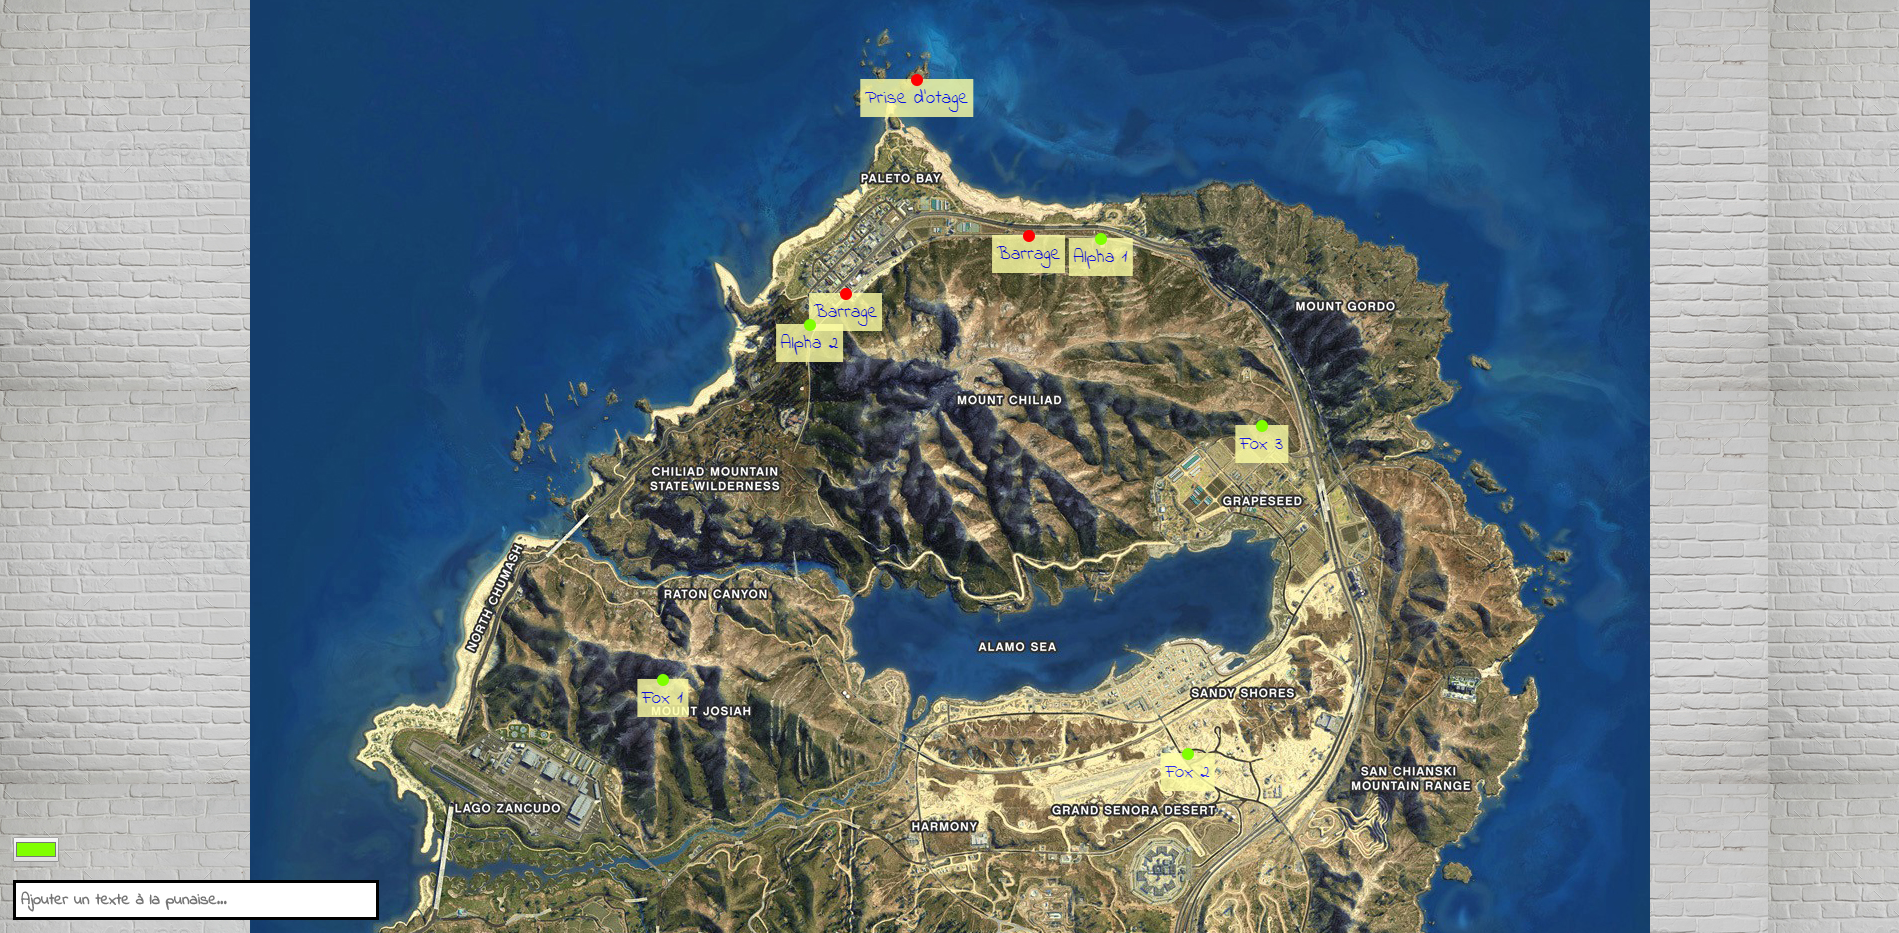 Prise d'otage
PALETO BAY
Barrage
Alpha 1
Barrage
Alpha 2
MOUNT GORDO
MOUNT CHILIAD
Fox 3
CHILIAD MOUNTAIN
STATE WILDERNESS
GRAPESEED
NORTH CHUMASH
RATON CANYON
ALAMO SEA
SANDY SHORES
Fox 1
MOUNT JOSIAH
Fox 2
SAN CHIANSKI
MOUNTAIN RANGE
LAGO ZANCUDO
GRAND SENORA DESERT
HARMONY
Ajouter un texte à la punaise...